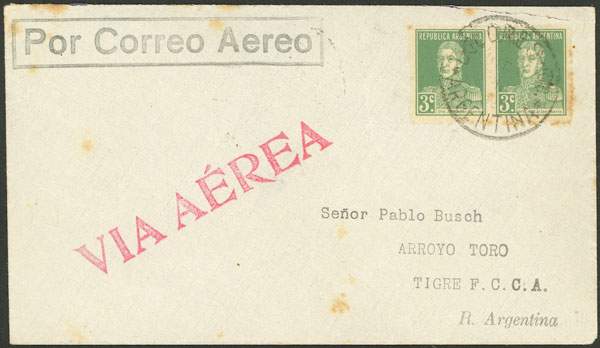 Por Correo Aereo
REPUBLICA ARGENTINA
3c
REPUBLICA ARGENTINA
3c
ARGENTINA
VIA AÉREA
Señor Pablo Busch
ARROYO TORO
TIGRE F. C. C. A.
R. Argentina